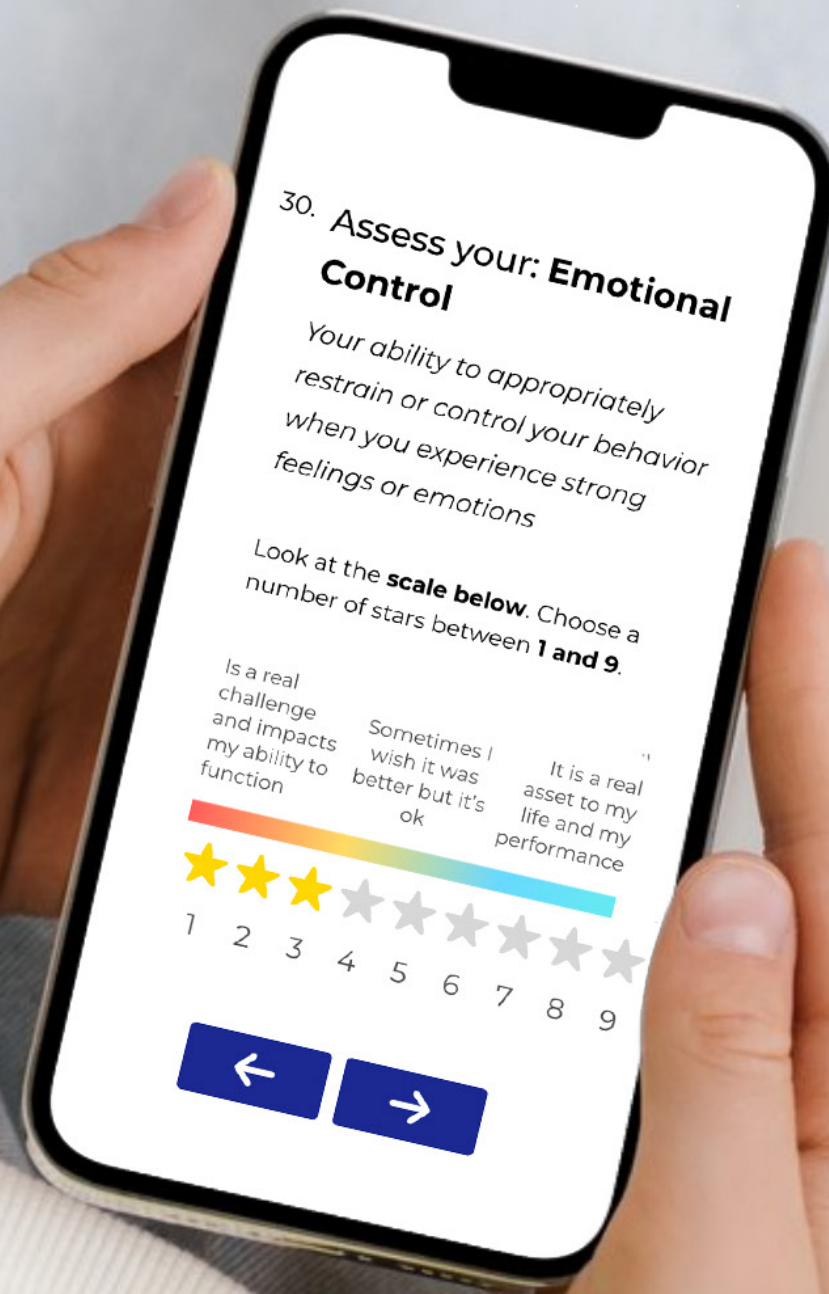 30. Assess your: Emotional
Control
Your ability to appropriately
restrain or control your behavior
when you experience strong
feelings or emotions
Look at the scale below. Choose a
number of stars between 1 and 9.
Is a real
challenge
and impacts
my ability to
function
Sometimes I
wish it was
better but it's
ok
It is a real
asset to my
life and my
performance
1 2 3 4 5 6 7 8 9